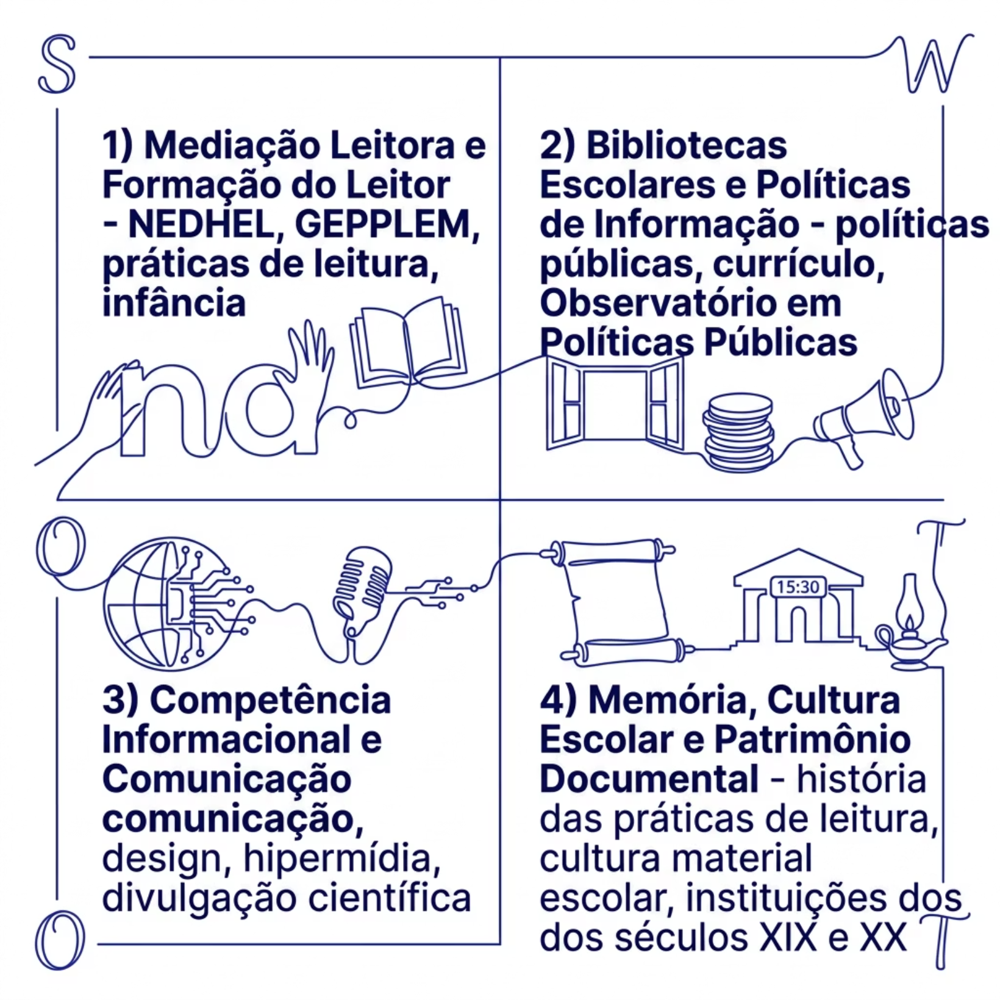 S
W
1) Mediação Leitora e
Formação do Leitor
- NEDHEL, GEPPLEM,
práticas de leitura,
infância
na
2) Bibliotecas
Escolares e Políticas
de Informação - políticas
públicas, currículo,
Observatório em
Políticas Públicas
O
T
15:30
3) Competência
Informacional e
Comunicação
comunicação,
design, hipermídia,
divulgação científica
4) Memória, Cultura
Escolar e Patrimônio
Documental - história
das práticas de leitura,
cultura material
escolar, instituições dos
dos séculos XIX e XX
O
T